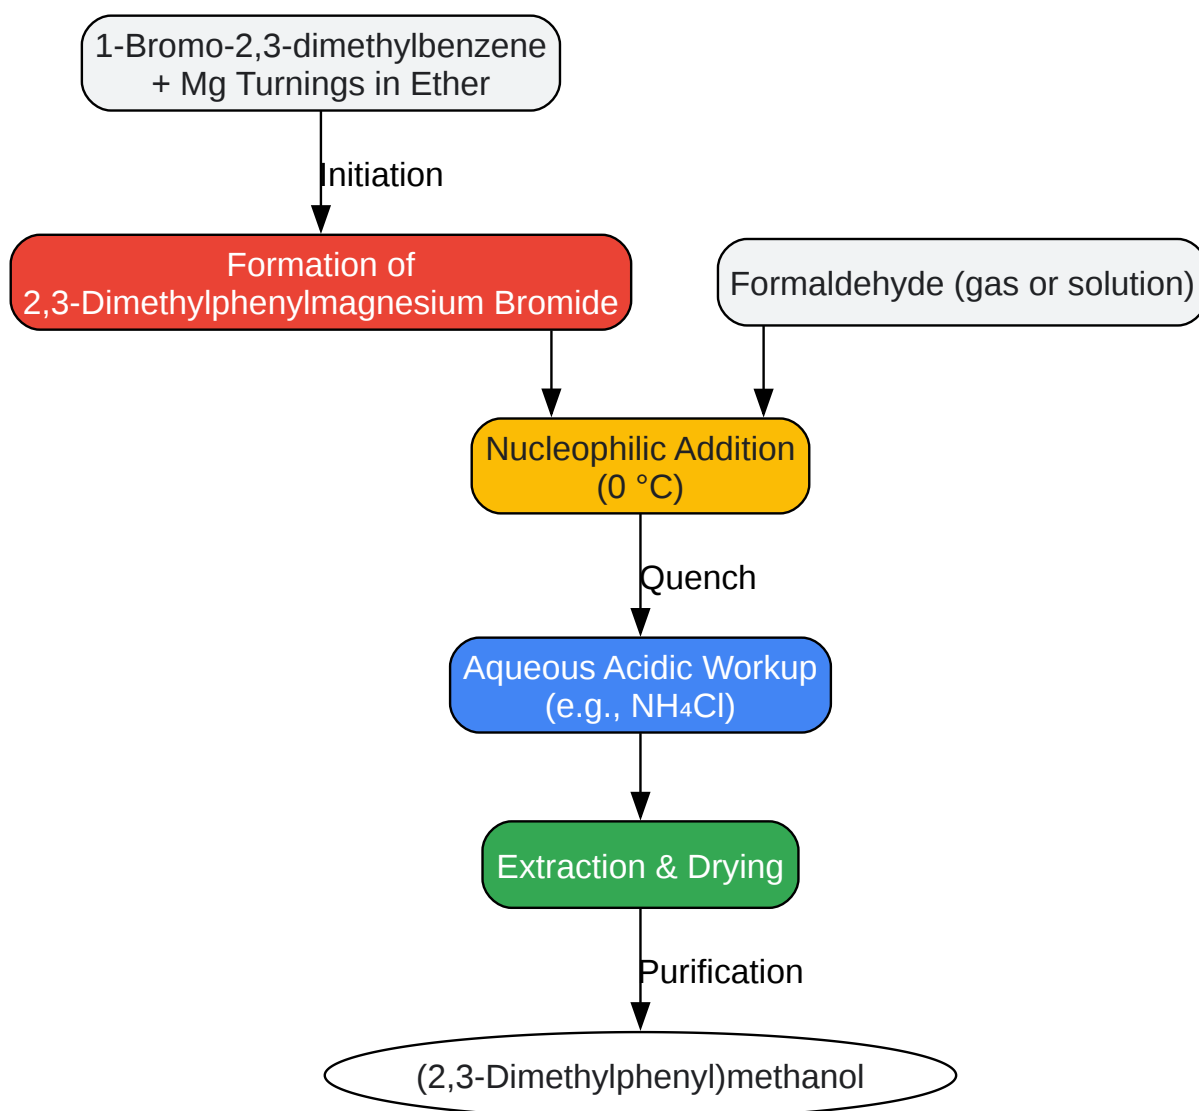 1-Bromo-2,3-dimethylbenzene
+ Mg Turnings in Ether
Initiation
Formation of
2,3-Dimethylphenylmagnesium Bromide
Formaldehyde (gas or solution)
Nucleophilic Addition
(0 °C)
Quench
Aqueous Acidic Workup
(e.g., NH₄Cl)
Extraction & Drying
Purification
(2,3-Dimethylphenyl)methanol